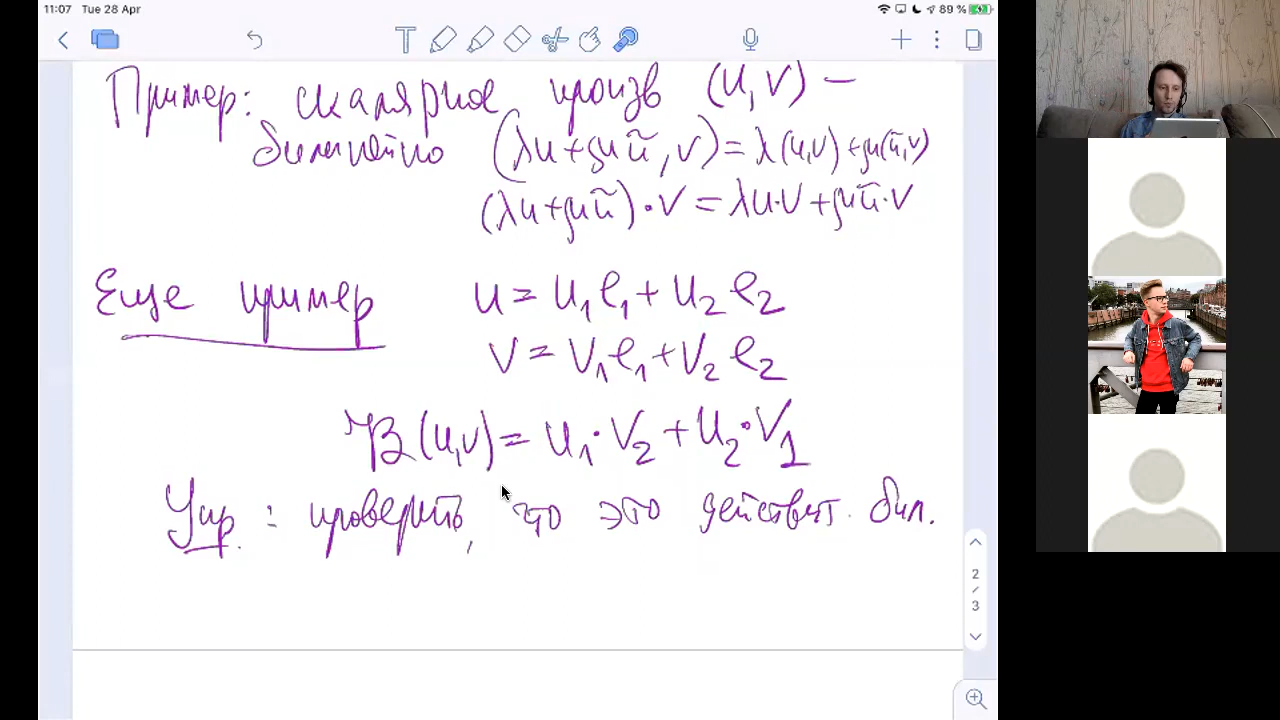 11:07 Tue 28 Apr 89 %
Пример: скалярное произв (u,v) —
билинейно (λu+μũ, v)=λ(u,v)+μ(ũ,v)
(λu+μũ)·v = λu·v+μũ·v
Еще пример u = u₁e₁ + u₂e₂
v = v₁e₁+v₂e₂
B(u,v) = u₁·v₂ + u₂·v₁
Упр: проверить, что это действит. бил.
2
/
3